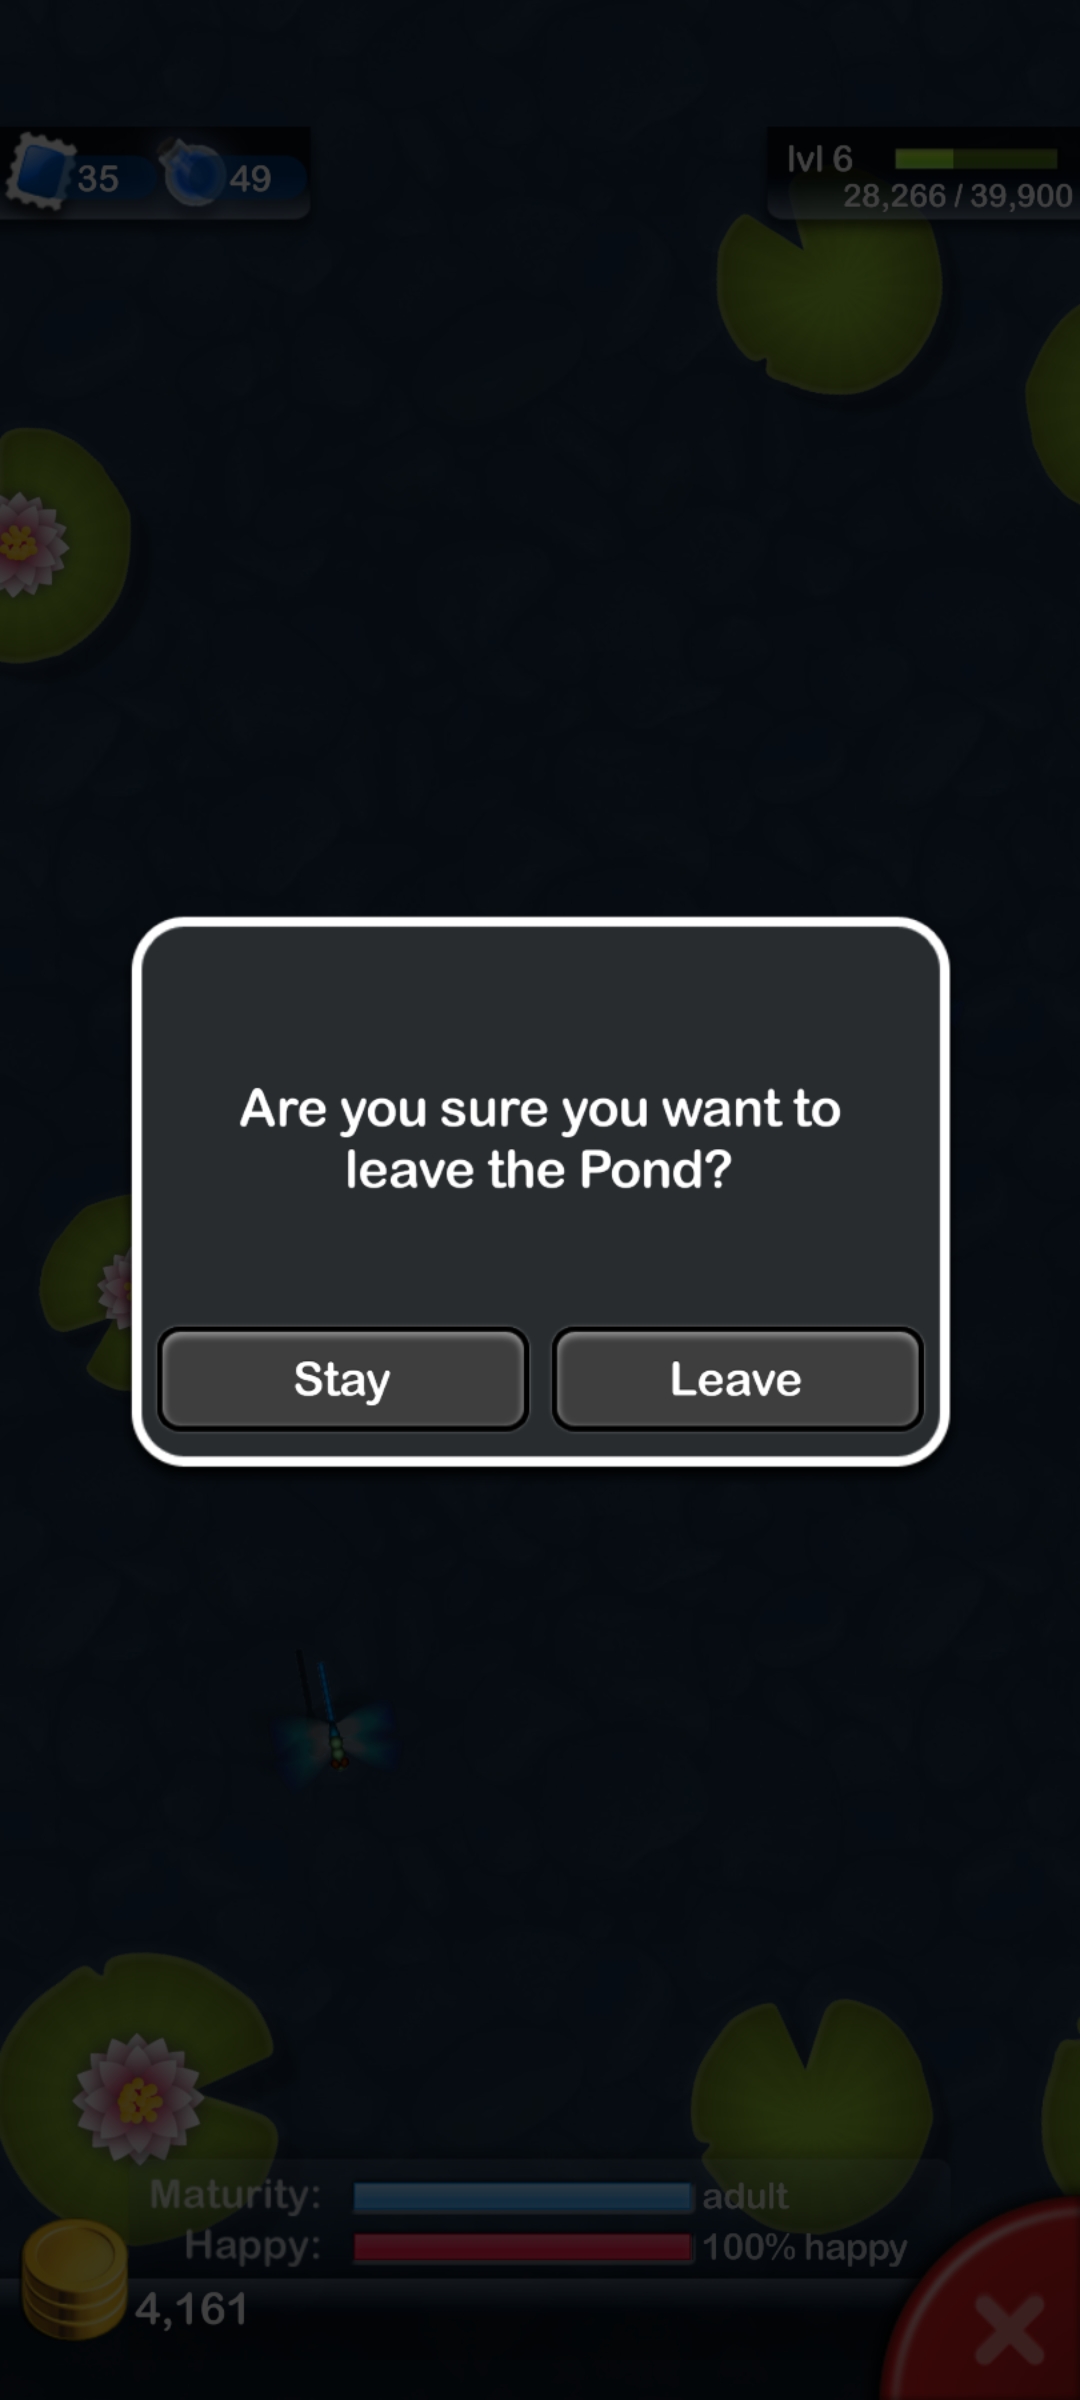 35
49
lvl 6
28,266 / 39,900
Are you sure you want to
leave the Pond?
Stay
Leave
Maturity:
adult
Happy:
100% happy
4,161